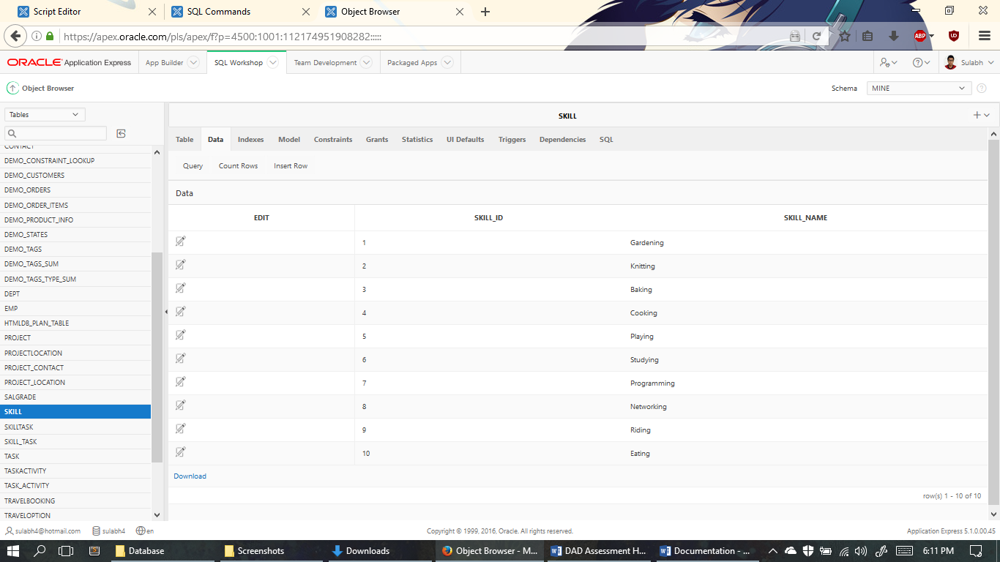 Script Editor
SQL Commands
Object Browser
https://apex.oracle.com/pls/apex/f?p=4500:1001:112174951908282:::::
ABP
ORACLE Application Express
App Builder
SQL Workshop
Team Development
Packaged Apps
Sulabh
Object Browser
Schema
MINE
Tables
SKILL
Table
Data
Indexes
Model
Constraints
Grants
Statistics
UI Defaults
Triggers
Dependencies
SQL
Query
Count Rows
Insert Row
CONTACT
DEMO_CONSTRAINT_LOOKUP
DEMO_CUSTOMERS
DEMO_ORDERS
DEMO_ORDER_ITEMS
DEMO_PRODUCT_INFO
DEMO_STATES
DEMO_TAGS
DEMO_TAGS_SUM
DEMO_TAGS_TYPE_SUM
DEPT
EMP
HTMLDB_PLAN_TABLE
PROJECT
PROJECTLOCATION
PROJECT_CONTACT
PROJECT_LOCATION
SALGRADE
SKILL
SKILLTASK
SKILL_TASK
TASK
TASKACTIVITY
TASK_ACTIVITY
TRAVELBOOKING
TRAVELOPTION
Data
EDIT SKILL_ID SKILL_NAME
1 Gardening
2 Knitting
3 Baking
4 Cooking
5 Playing
6 Studying
7 Programming
8 Networking
9 Riding
10 Eating
Download
row(s) 1 - 10 of 10
sulabh4@hotmail.com
sulabh4
en
Copyright © 1999, 2016, Oracle. All rights reserved.
Application Express 5.1.0.00.45
Database
Screenshots
Downloads
Object Browser - M...
DAD Assessment H...
Documentation - ...
6:11 PM